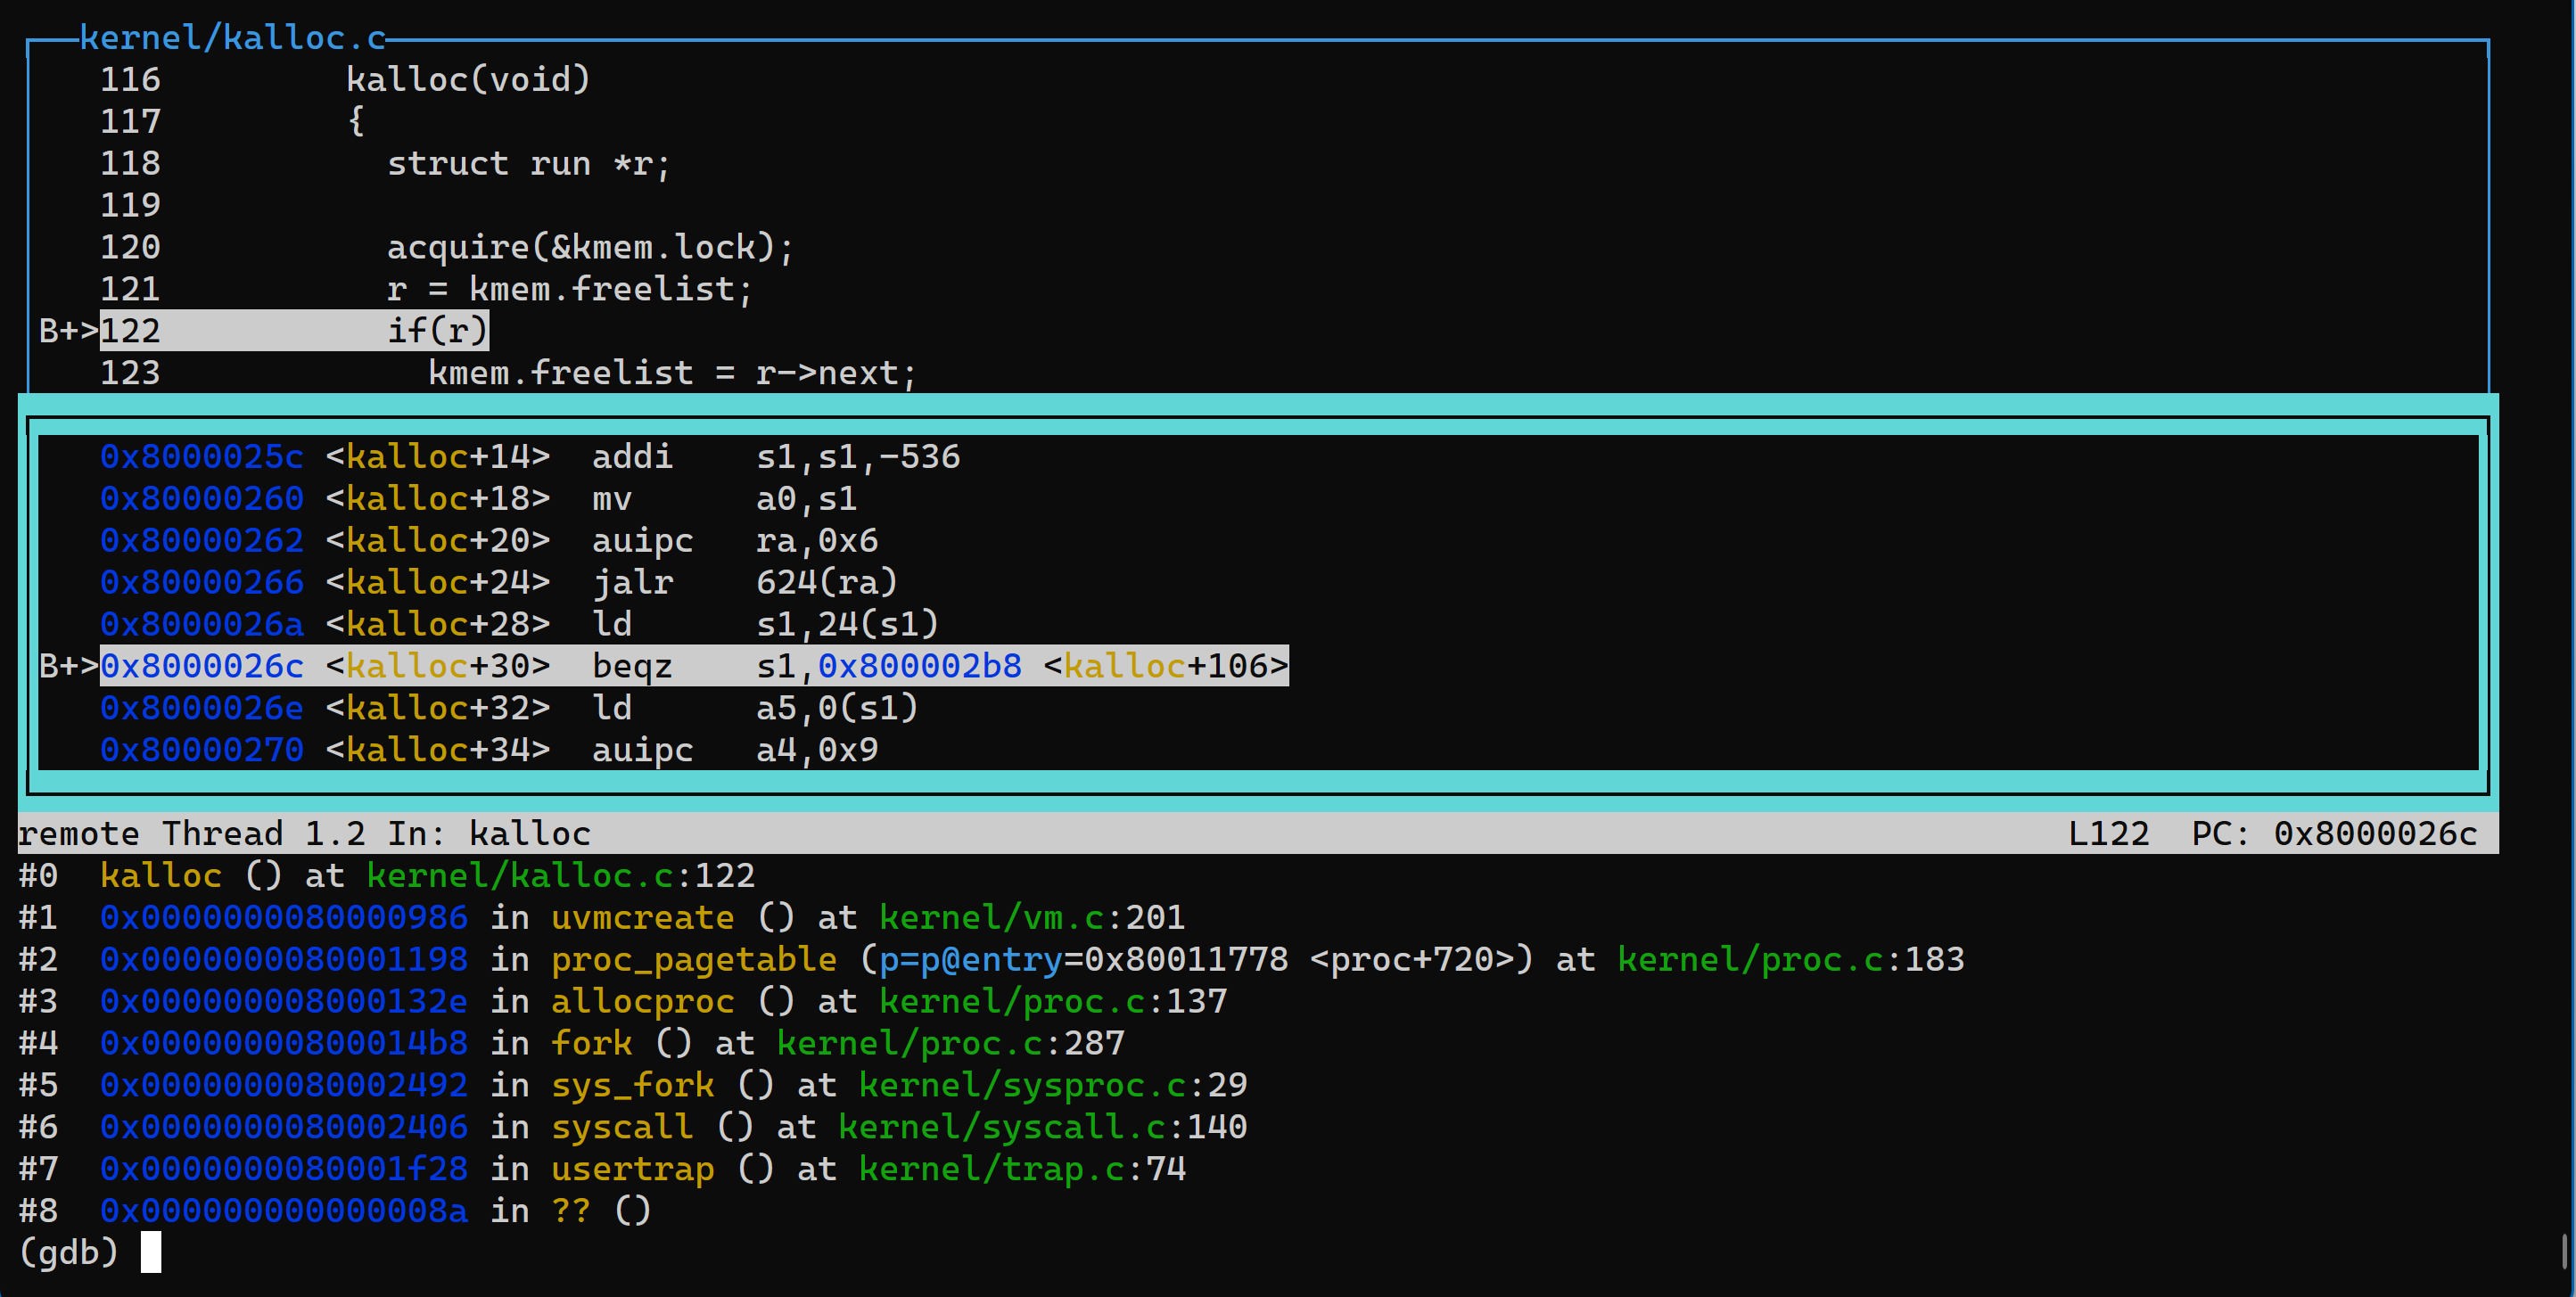 kernel/kalloc.c
116         kalloc(void)
117         {
118           struct run *r;
119
120           acquire(&kmem.lock);
121           r = kmem.freelist;
B+>122           if(r)
123             kmem.freelist = r->next;
0x8000025c <kalloc+14>  addi    s1,s1,-536
0x80000260 <kalloc+18>  mv      a0,s1
0x80000262 <kalloc+20>  auipc   ra,0x6
0x80000266 <kalloc+24>  jalr    624(ra)
0x8000026a <kalloc+28>  ld      s1,24(s1)
B+>0x8000026c <kalloc+30>  beqz    s1,0x800002b8 <kalloc+106>
0x8000026e <kalloc+32>  ld      a5,0(s1)
0x80000270 <kalloc+34>  auipc   a4,0x9
remote Thread 1.2 In: kalloc L122  PC: 0x8000026c
#0  kalloc () at kernel/kalloc.c:122
#1  0x0000000080000986 in uvmcreate () at kernel/vm.c:201
#2  0x0000000080001198 in proc_pagetable (p=p@entry=0x80011778 <proc+720>) at kernel/proc.c:183
#3  0x000000008000132e in allocproc () at kernel/proc.c:137
#4  0x00000000800014b8 in fork () at kernel/proc.c:287
#5  0x0000000080002492 in sys_fork () at kernel/sysproc.c:29
#6  0x0000000080002406 in syscall () at kernel/syscall.c:140
#7  0x0000000080001f28 in usertrap () at kernel/trap.c:74
#8  0x000000000000008a in ?? ()
(gdb)